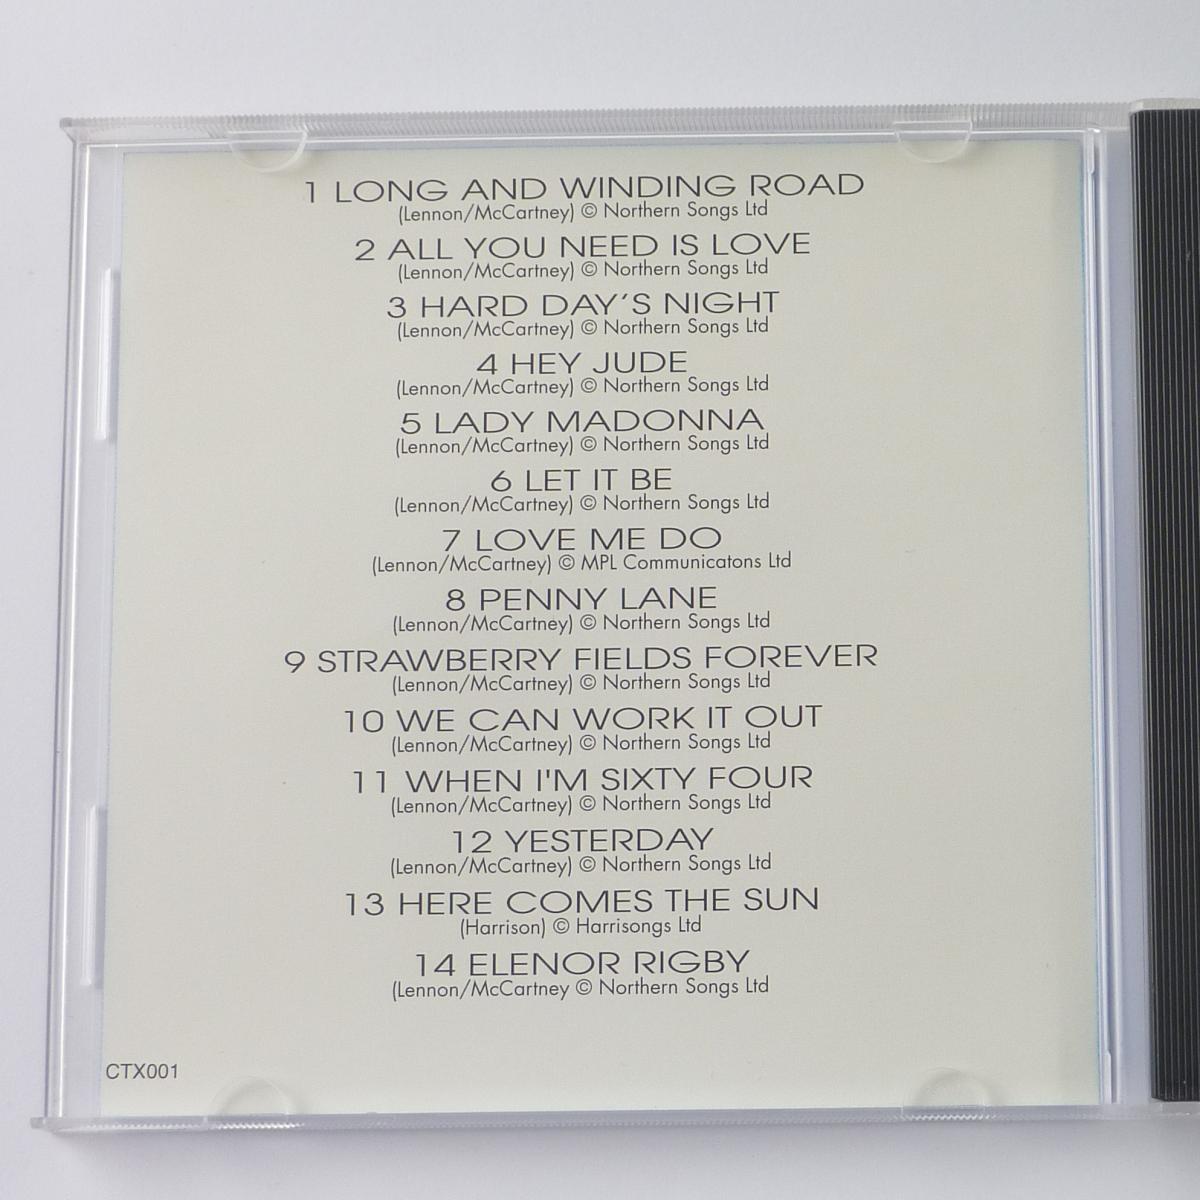 1 LONG AND WINDING ROAD
(Lennon/McCartney) © Northern Songs Ltd
2 ALL YOU NEED IS LOVE
(Lennon/McCartney) © Northern Songs Ltd
3 HARD DAY'S NIGHT
(Lennon/McCartney) © Northern Songs Ltd
4 HEY JUDE
(Lennon/McCartney) © Northern Songs Ltd
5 LADY MADONNA
(Lennon/McCartney) © Northern Songs Ltd
6 LET IT BE
(Lennon/McCartney) © Northern Songs Ltd
7 LOVE ME DO
(Lennon/McCartney) © MPL Communicatons Ltd
8 PENNY LANE
(Lennon/McCartney) © Northern Songs Ltd
9 STRAWBERRY FIELDS FOREVER
(Lennon/McCartney) © Northern Songs Ltd
10 WE CAN WORK IT OUT
(Lennon/McCartney) © Northern Songs Ltd
11 WHEN I'M SIXTY FOUR
(Lennon/McCartney) © Northern Songs Ltd
12 YESTERDAY
(Lennon/McCartney) © Northern Songs Ltd
13 HERE COMES THE SUN
(Harrison) © Harrisongs Ltd
14 ELENOR RIGBY
(Lennon/McCartney © Northern Songs Ltd
CTX001